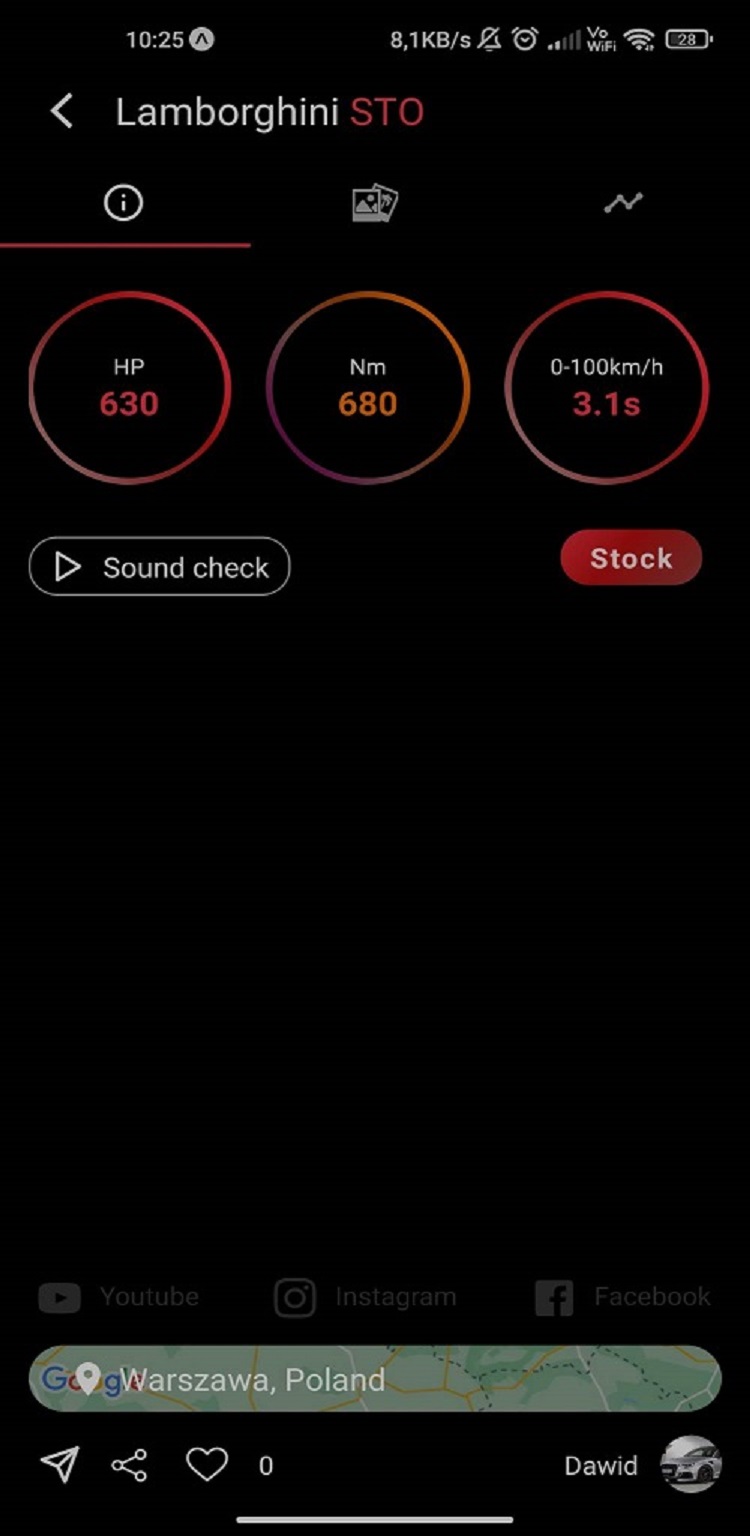 10:25 8,1KB/s Vo WiFi 28
Lamborghini STO
HP Nm 0-100km/h
630 680 3.1s
Sound check Stock
Youtube Instagram Facebook
Google Warszawa, Poland
0 Dawid